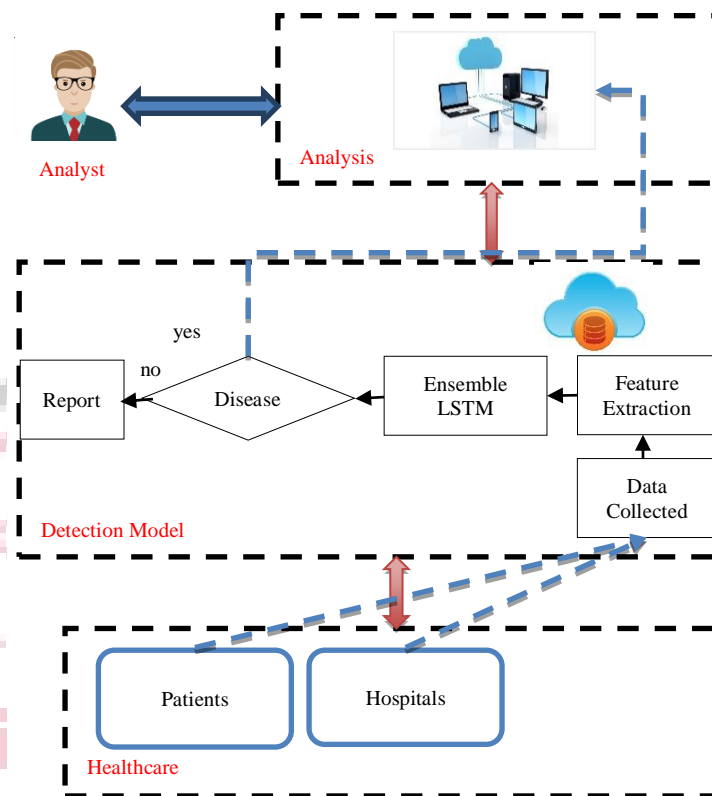 Analyst
Analysis
yes
no
Report
Disease
Ensemble
LSTM
Feature
Extraction
Data
Collected
Detection Model
Patients
Hospitals
Healthcare